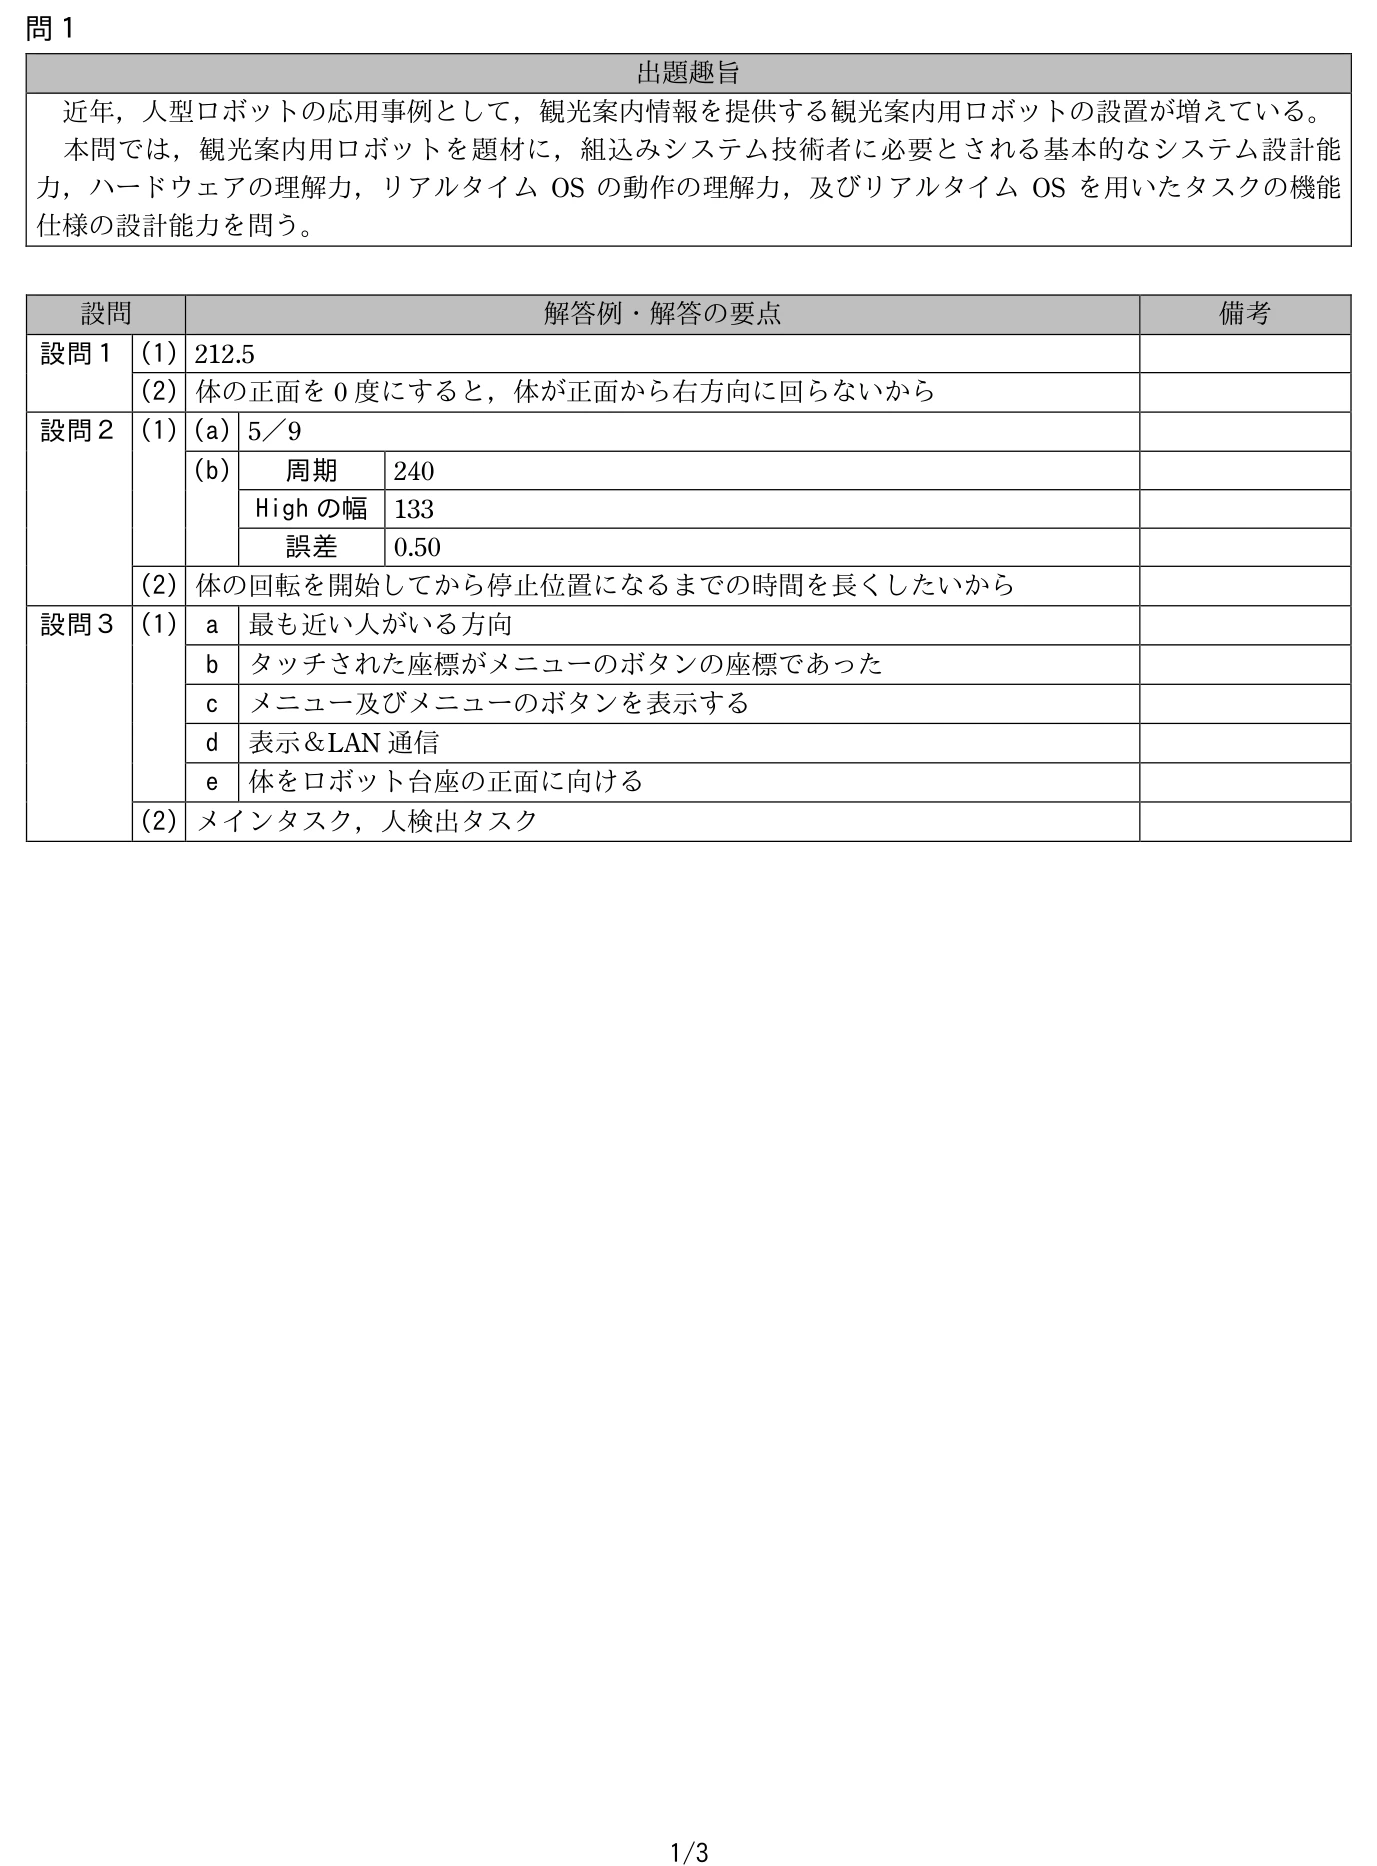 問1
出題趣旨
近年，人型ロボットの応用事例として，観光案内情報を提供する観光案内用ロボットの設置が増えている。
本問では，観光案内用ロボットを題材に，組込みシステム技術者に必要とされる基本的なシステム設計能
力，ハードウェアの理解力，リアルタイム OS の動作の理解力，及びリアルタイム OS を用いたタスクの機能
仕様の設計能力を問う。
設問 解答例・解答の要点 備考
設問1 (1) 212.5
(2) 体の正面を0度にすると，体が正面から右方向に回らないから
設問2 (1) (a) 5／9
(b) 周期 240
High の幅 133
誤差 0.50
(2) 体の回転を開始してから停止位置になるまでの時間を長くしたいから
設問3 (1) a 最も近い人がいる方向
b タッチされた座標がメニューのボタンの座標であった
c メニュー及びメニューのボタンを表示する
d 表示＆LAN 通信
e 体をロボット台座の正面に向ける
(2) メインタスク，人検出タスク
1/3